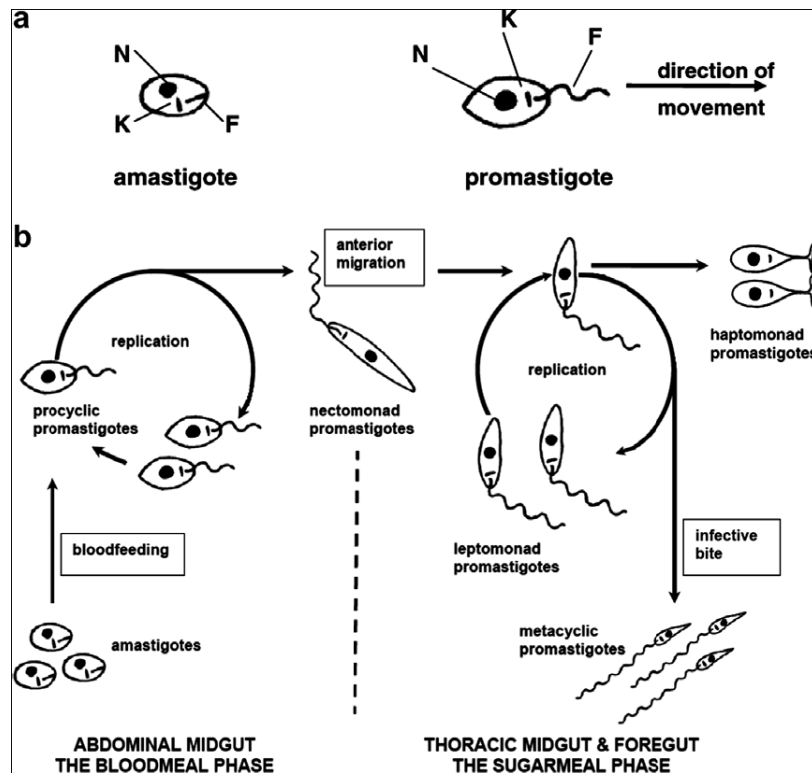 a
N
K
F
amastigote
K
N
F
direction of
movement
promastigote
b
replication
procyclic
promastigotes
bloodfeeding
amastigotes
anterior
migration
nectomonad
promastigotes
replication
leptomonad
promastigotes
haptomonad
promastigotes
infective
bite
metacyclic
promastigotes
ABDOMINAL MIDGUT
THE BLOODMEAL PHASE
THORACIC MIDGUT & FOREGUT
THE SUGARMEAL PHASE